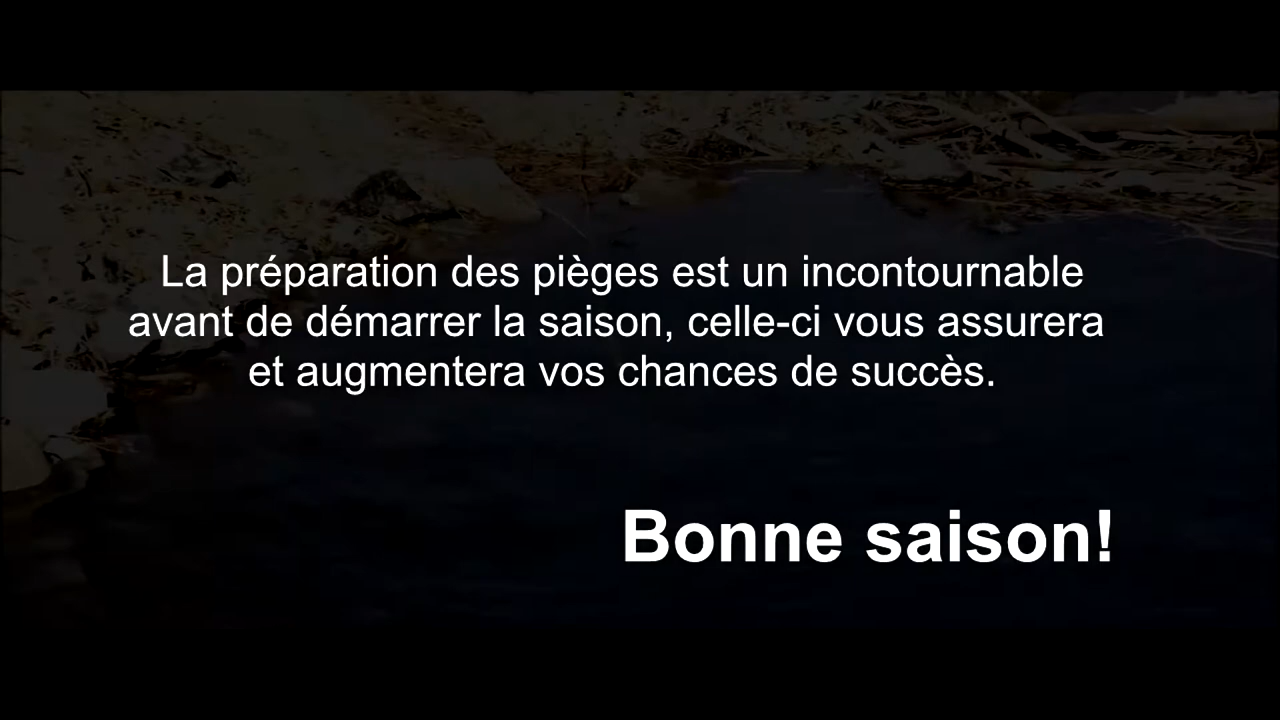 La préparation des pièges est un incontournable
avant de démarrer la saison, celle-ci vous assurera
et augmentera vos chances de succès.
Bonne saison!